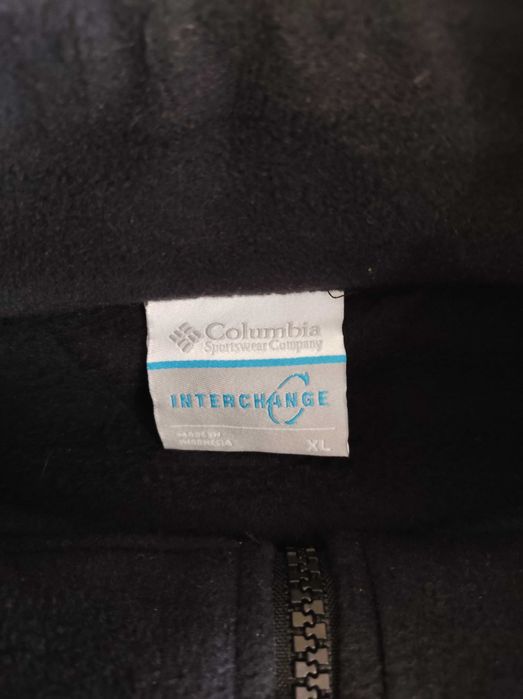 Columbia
Sportswear Company
INTERCHANGE
MADE IN
INDONESIA
XL